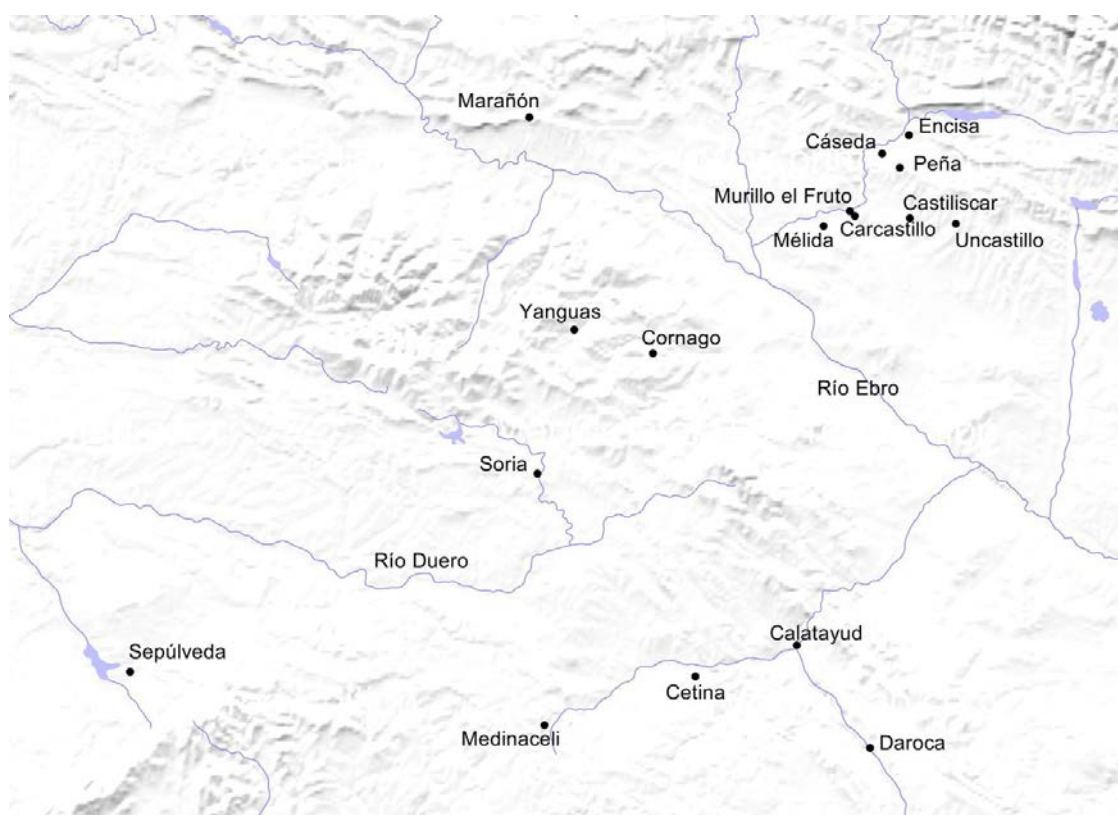 Marañón
Encisa
Cáseda
Peña
Murillo el Fruto
Castiliscar
Carcastillo
Mélida
Uncastillo
Yanguas
Cornago
Río Ebro
Soria
Río Duero
Calatayud
Sepúlveda
Cetina
Medinaceli
Daroca